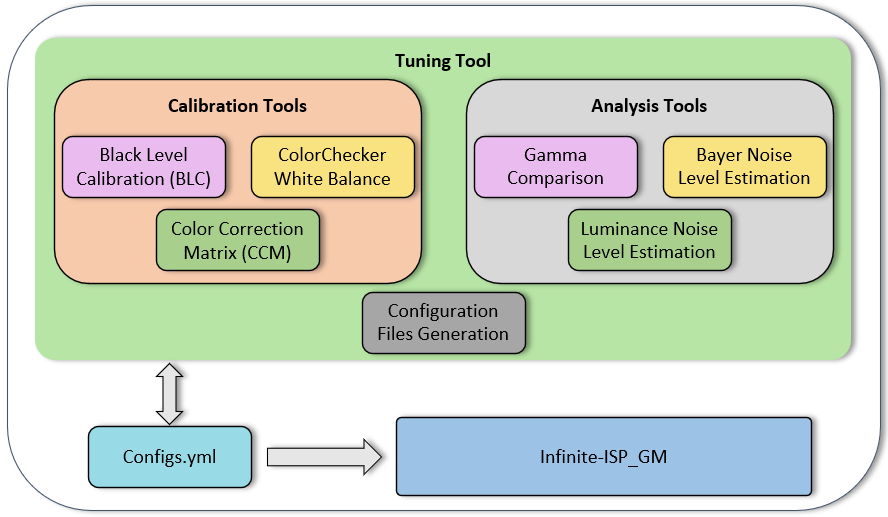 Tuning Tool
Calibration Tools
Black Level
Calibration (BLC)
ColorChecker
White Balance
Color Correction
Matrix (CCM)
Analysis Tools
Gamma
Comparison
Bayer Noise
Level Estimation
Luminance Noise
Level Estimation
Configuration
Files Generation
Configs.yml
Infinite-ISP_GM